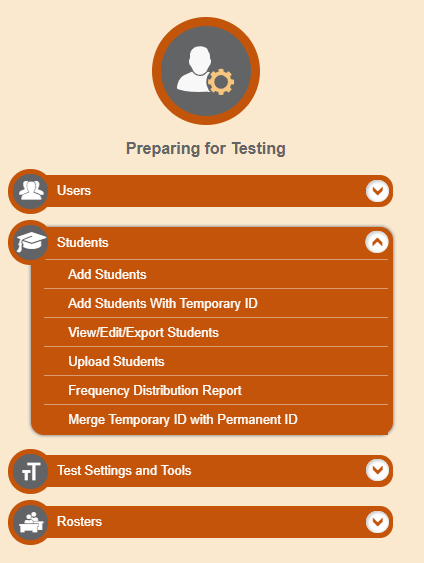 Preparing for Testing
Users
Students
Add Students
Add Students With Temporary ID
View/Edit/Export Students
Upload Students
Frequency Distribution Report
Merge Temporary ID with Permanent ID
Test Settings and Tools
Rosters